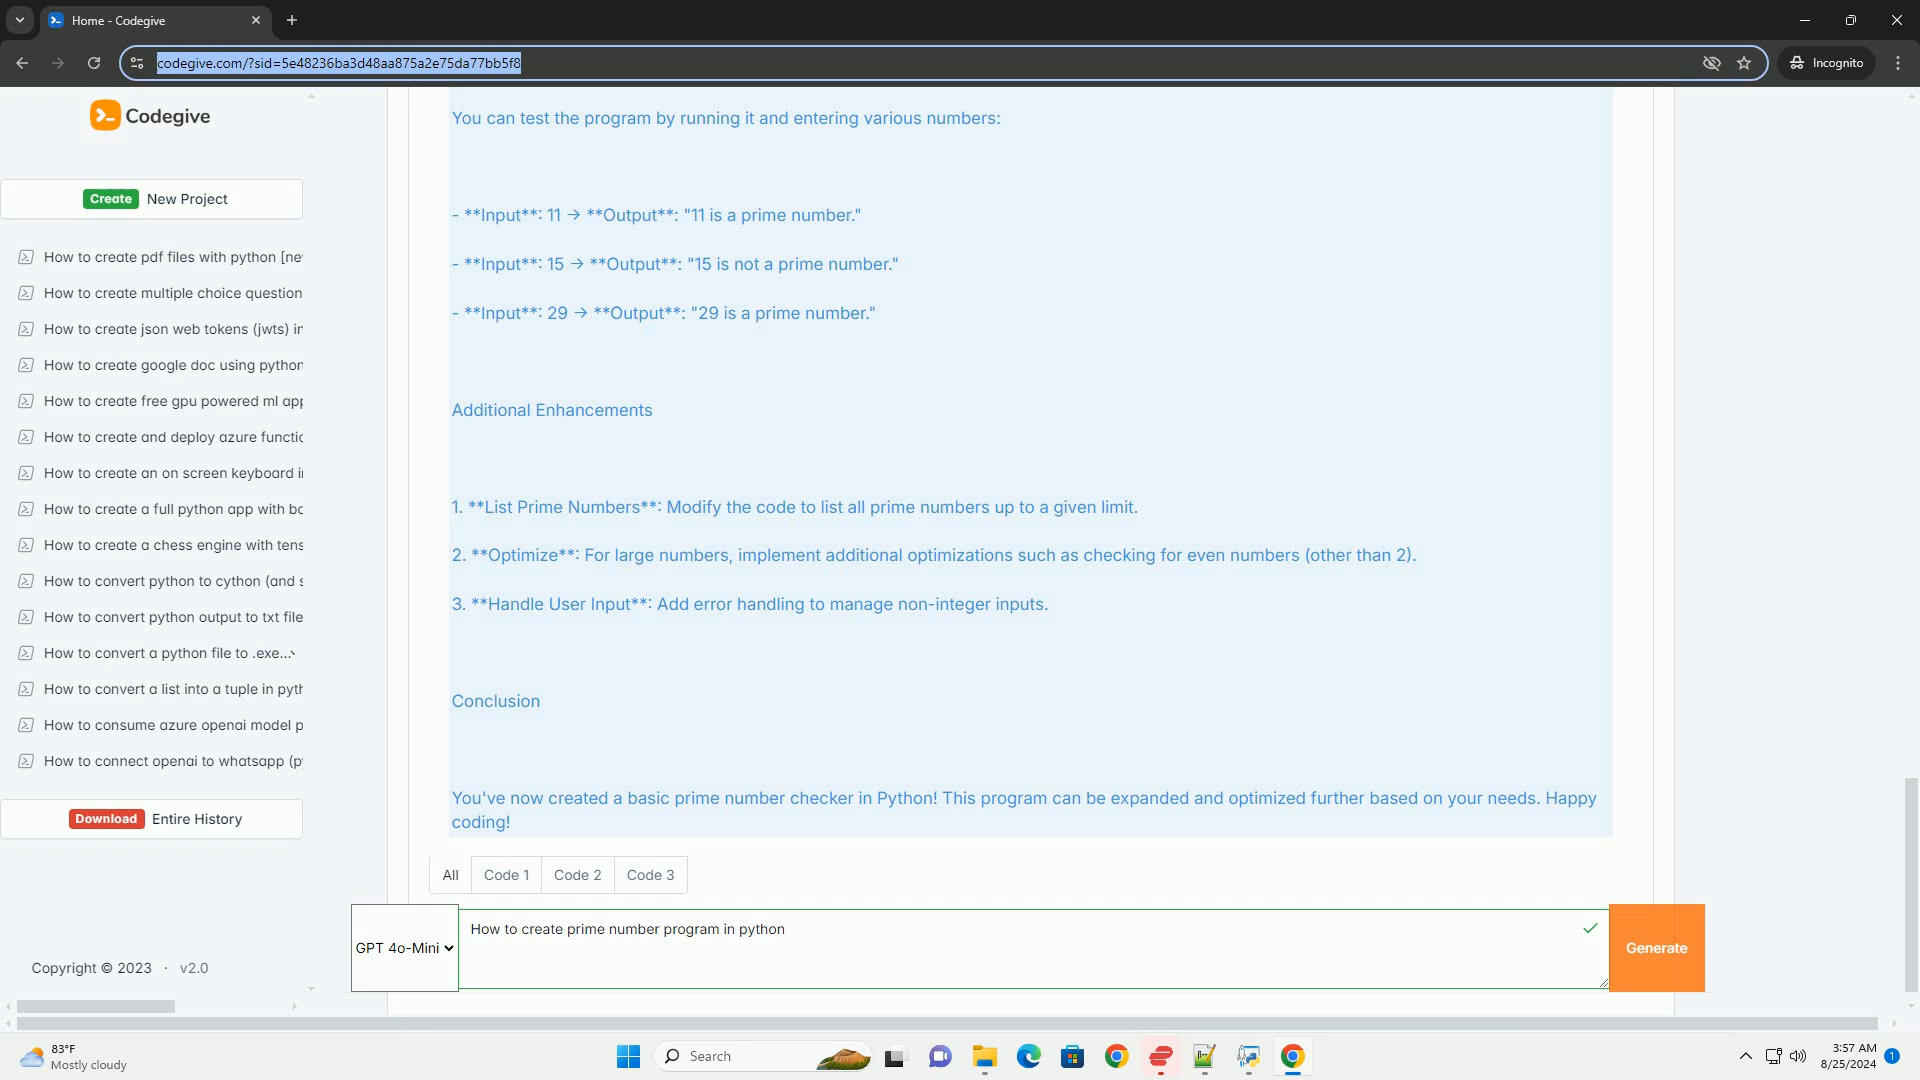 Home - Codegive
codegive.com/?sid=5e48236ba3d48aa875a2e75da77bb5f8
Incognito
Codegive
Create New Project
How to create pdf files with python [ne
How to create multiple choice question
How to create json web tokens (jwts) in
How to create google doc using python
How to create free gpu powered ml app
How to create and deploy azure functic
How to create an on screen keyboard i
How to create a full python app with bc
How to create a chess engine with tens
How to convert python to cython (and s
How to convert python output to txt file
How to convert a python file to .exe...
How to convert a list into a tuple in pyth
How to consume azure openai model p
How to connect openai to whatsapp (py
Download Entire History
Copyright © 2023 · v2.0
You can test the program by running it and entering various numbers:
- **Input**: 11 → **Output**: "11 is a prime number."
- **Input**: 15 → **Output**: "15 is not a prime number."
- **Input**: 29 → **Output**: "29 is a prime number."
Additional Enhancements
1. **List Prime Numbers**: Modify the code to list all prime numbers up to a given limit.
2. **Optimize**: For large numbers, implement additional optimizations such as checking for even numbers (other than 2).
3. **Handle User Input**: Add error handling to manage non-integer inputs.
Conclusion
You've now created a basic prime number checker in Python! This program can be expanded and optimized further based on your needs. Happy
coding!
All Code 1 Code 2 Code 3
GPT 4o-Mini
How to create prime number program in python
Generate
83°F
Mostly cloudy
Search
3:57 AM
8/25/2024
1